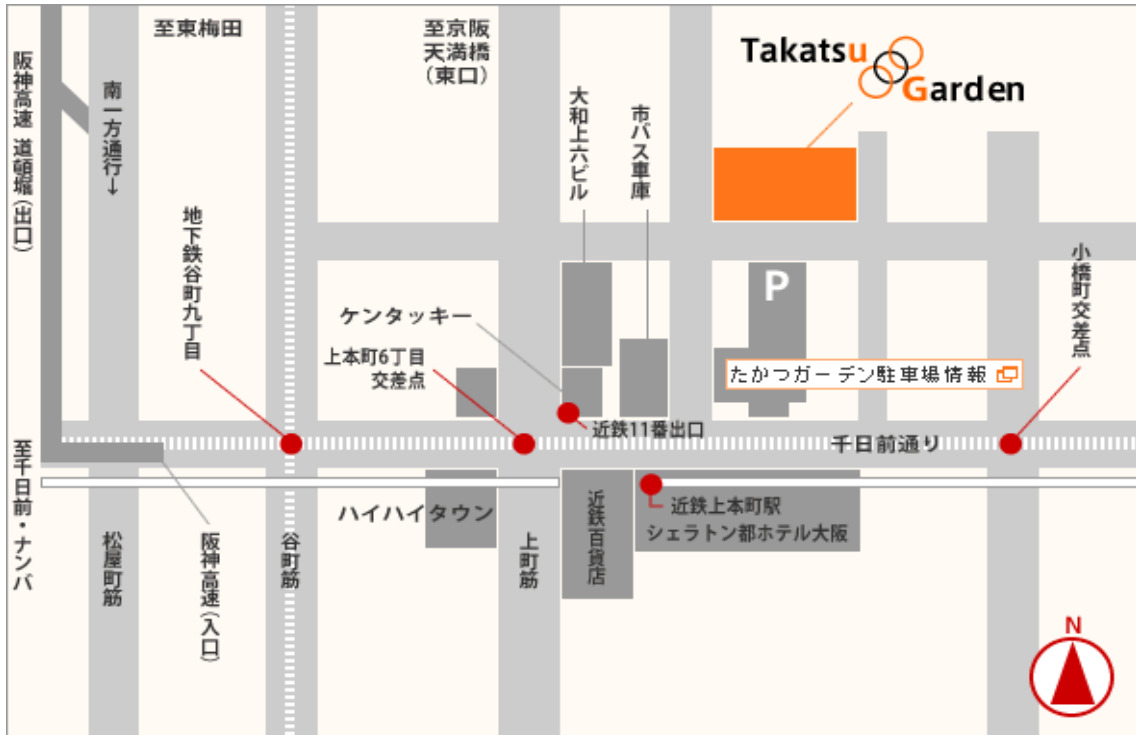 至東梅田
至京阪
天満橋
(東口)
Takatsu
Garden
阪神高速 道頓堀(出口)
南一方通行→
大和上六ビル
市バス車庫
地下鉄谷町九丁目
小橋町交差点
ケンタッキー
P
上本町6丁目
交差点
たかつガーデン駐車場情報
近鉄11番出口
千日前通り
至千日前・ナンバ
ハイハイタウン
近鉄百貨店
近鉄上本町駅
シェラトン都ホテル大阪
松屋町筋
阪神高速(入口)
谷町筋
上町筋
N